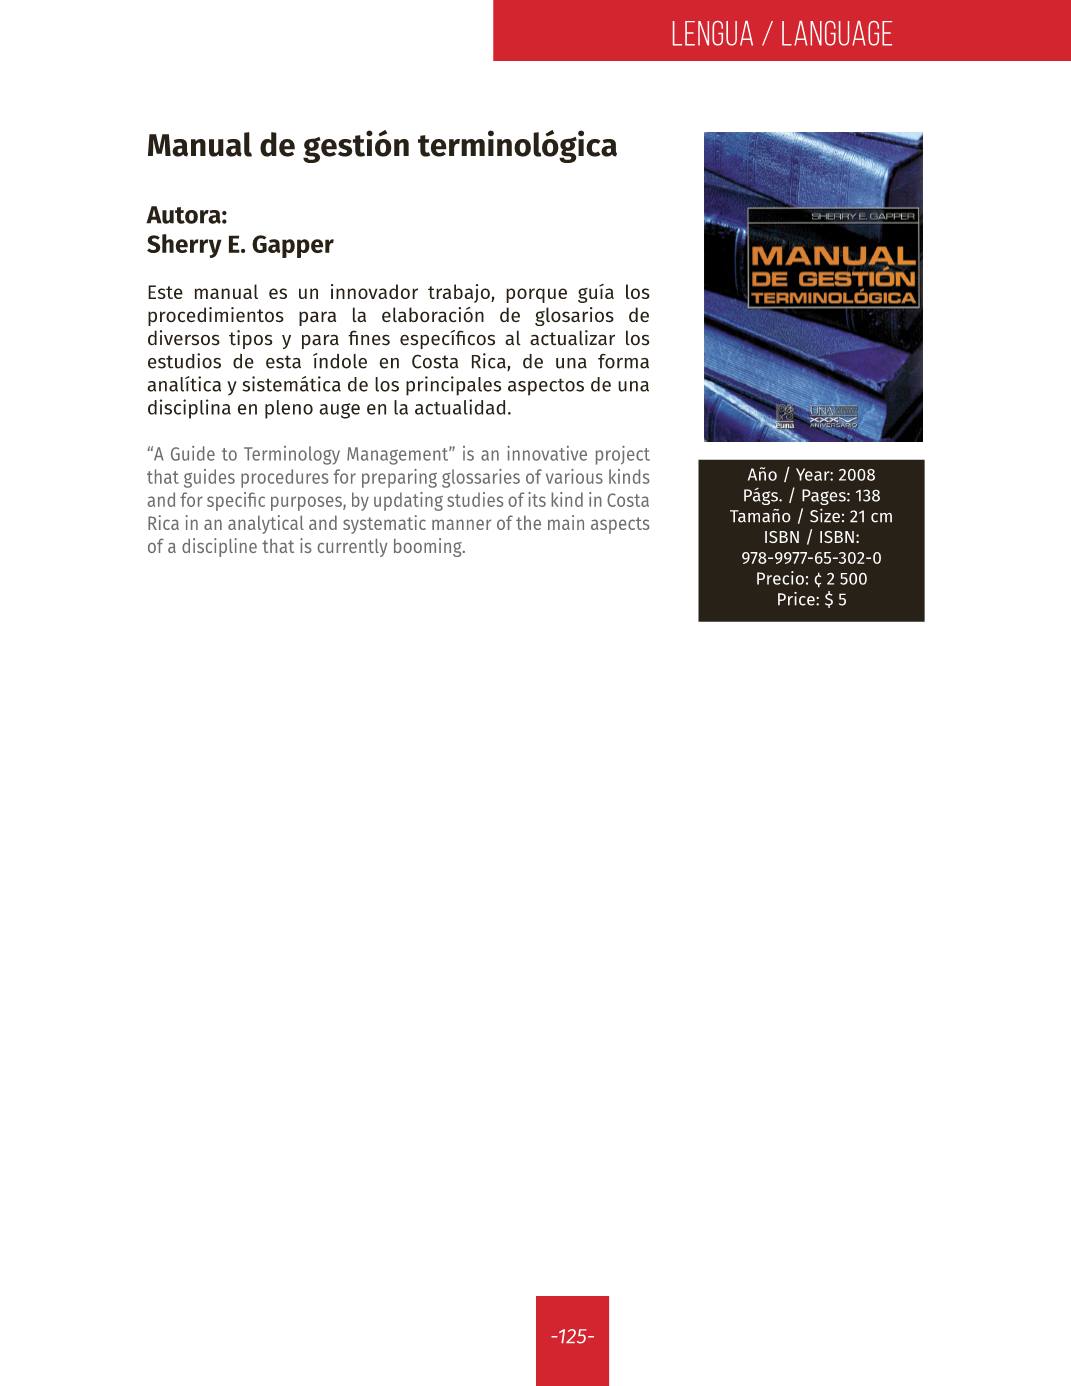 LENGUA / LANGUAGE
Manual de gestión terminológica
Autora:
Sherry E. Gapper
Este manual es un innovador trabajo, porque guía los
procedimientos para la elaboración de glosarios de
diversos tipos y para fines específicos al actualizar los
estudios de esta índole en Costa Rica, de una forma
analítica y sistemática de los principales aspectos de una
disciplina en pleno auge en la actualidad.
“A Guide to Terminology Management” is an innovative project
that guides procedures for preparing glossaries of various kinds
and for specific purposes, by updating studies of its kind in Costa
Rica in an analytical and systematic manner of the main aspects
of a discipline that is currently booming.
SHERRY E. GAPPER
MANUAL
DE GESTIÓN
TERMINOLÓGICA
euna
UNA
XXXV
ANIVERSARIO
Año / Year: 2008
Págs. / Pages: 138
Tamaño / Size: 21 cm
ISBN / ISBN:
978-9977-65-302-0
Precio: ¢ 2 500
Price: $ 5
-125-